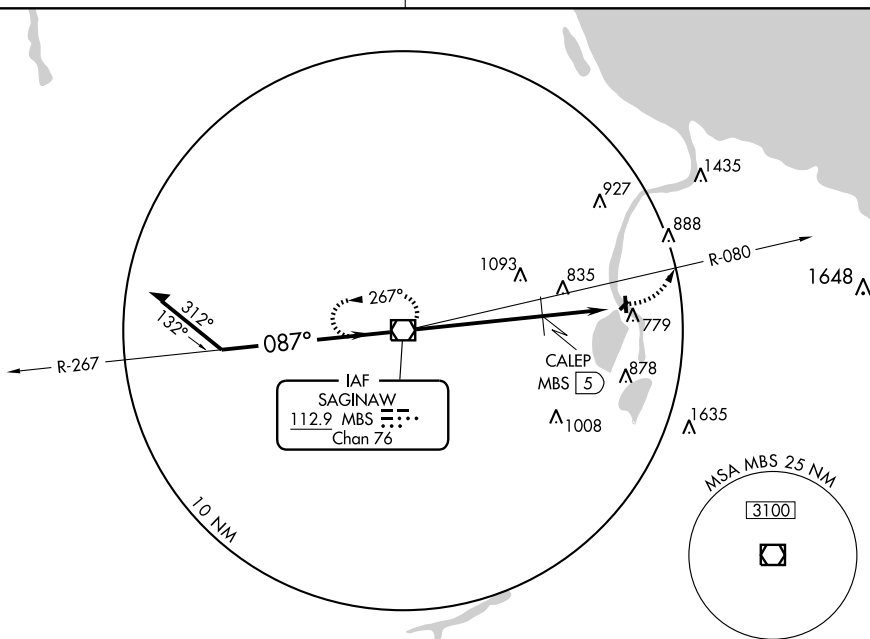 1435
927
888
R-080
1093
835
1648
267°
312°
132°
087°
779
R-267
CALEP
MBS 5
IAF
SAGINAW
112.9 MBS
Chan 76
878
1008
1635
10 NM
MSA MBS 25 NM
3100